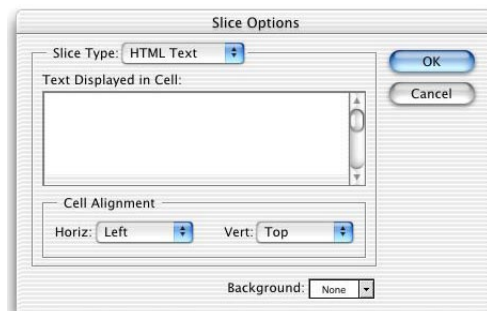 Slice Options
Slice Type: HTML Text
OK
Text Displayed in Cell:
Cancel
Cell Alignment
Horiz: Left Vert: Top
Background: None